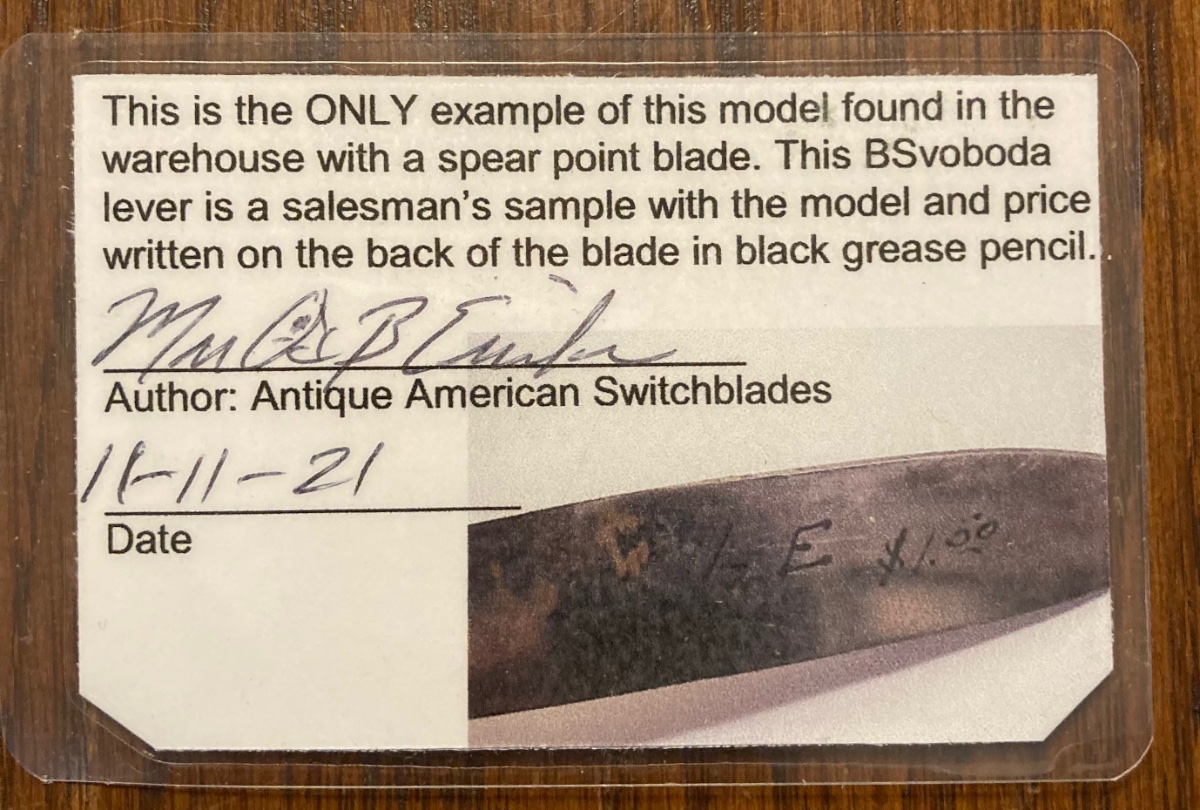 This is the ONLY example of this model found in the
warehouse with a spear point blade. This BSvoboda
lever is a salesman's sample with the model and price
written on the back of the blade in black grease pencil.
Author: Antique American Switchblades
11-11-21
Date
E $1.00